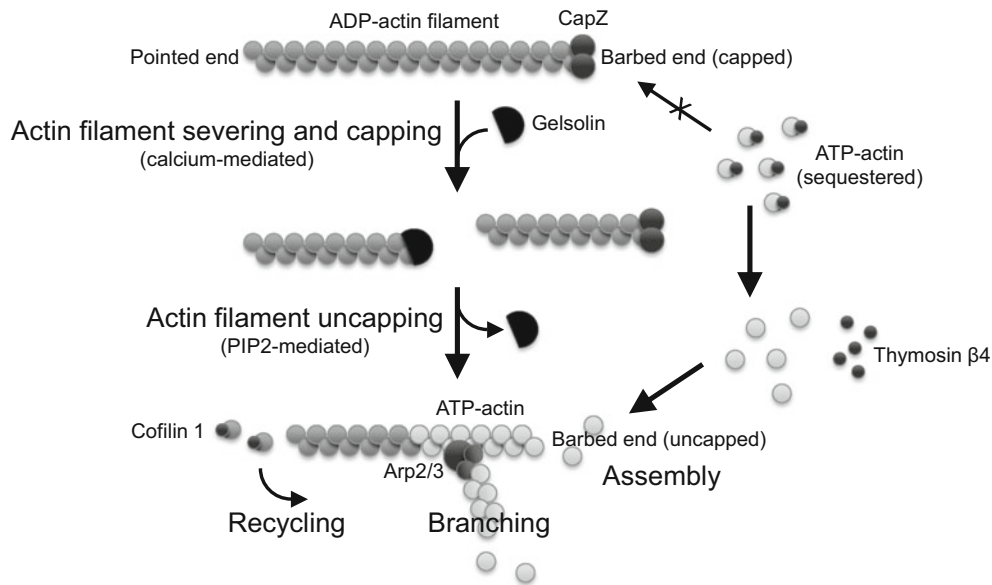 CapZ
ADP-actin filament
Pointed end
Barbed end (capped)
Actin filament severing and capping
(calcium-mediated)
Gelsolin
ATP-actin
(sequestered)
Actin filament uncapping
(PIP2-mediated)
Thymosin β4
ATP-actin
Cofilin 1
Barbed end (uncapped)
Arp2/3
Assembly
Recycling
Branching